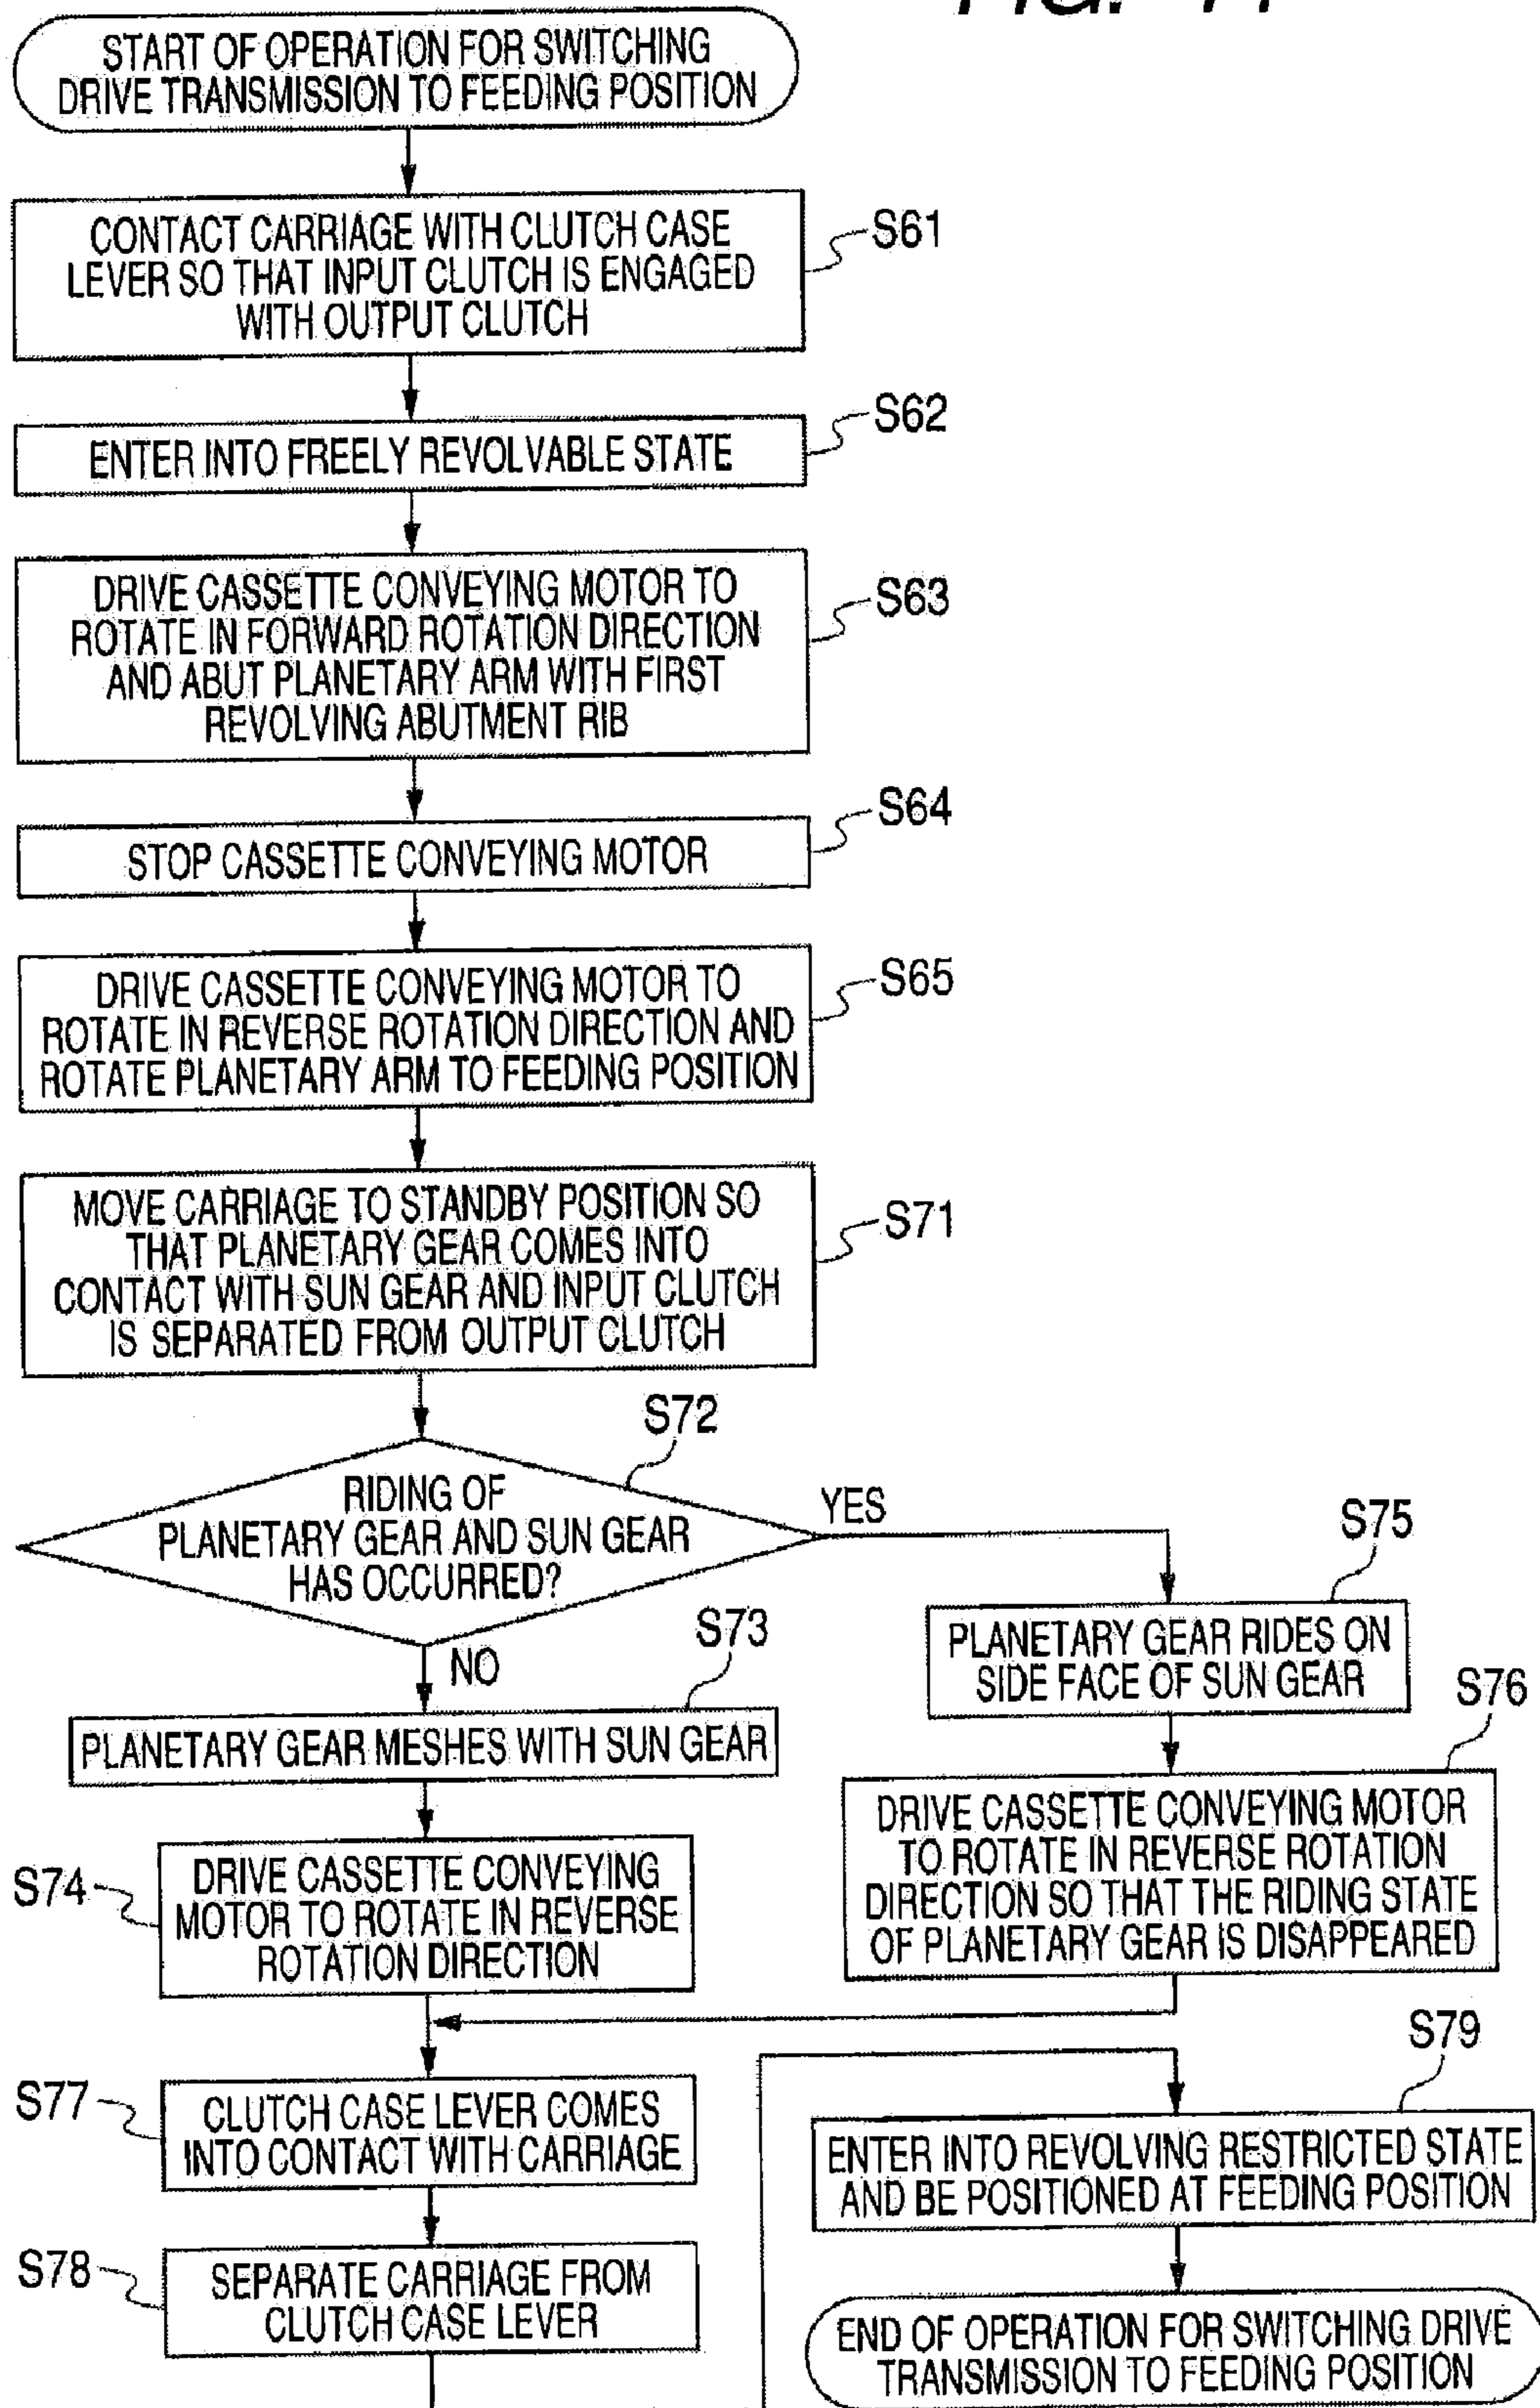 START OF OPERATION FOR SWITCHING
DRIVE TRANSMISSION TO FEEDING POSITION
CONTACT CARRIAGE WITH CLUTCH CASE
LEVER SO THAT INPUT CLUTCH IS ENGAGED
WITH OUTPUT CLUTCH
S61
ENTER INTO FREELY REVOLVABLE STATE
S62
DRIVE CASSETTE CONVEYING MOTOR TO
ROTATE IN FORWARD ROTATION DIRECTION
AND ABUT PLANETARY ARM WITH FIRST
REVOLVING ABUTMENT RIB
S63
STOP CASSETTE CONVEYING MOTOR
S64
DRIVE CASSETTE CONVEYING MOTOR TO
ROTATE IN REVERSE ROTATION DIRECTION AND
ROTATE PLANETARY ARM TO FEEDING POSITION
S65
MOVE CARRIAGE TO STANDBY POSITION SO
THAT PLANETARY GEAR COMES INTO
CONTACT WITH SUN GEAR AND INPUT CLUTCH
IS SEPARATED FROM OUTPUT CLUTCH
S71
RIDING OF
PLANETARY GEAR AND SUN GEAR
HAS OCCURRED?
S72
YES
NO
PLANETARY GEAR MESHES WITH SUN GEAR
S73
S74
DRIVE CASSETTE CONVEYING
MOTOR TO ROTATE IN REVERSE
ROTATION DIRECTION
PLANETARY GEAR RIDES ON
SIDE FACE OF SUN GEAR
S75
DRIVE CASSETTE CONVEYING MOTOR
TO ROTATE IN REVERSE ROTATION
DIRECTION SO THAT THE RIDING STATE
OF PLANETARY GEAR IS DISAPPEARED
S76
S77
CLUTCH CASE LEVER COMES
INTO CONTACT WITH CARRIAGE
S78
SEPARATE CARRIAGE FROM
CLUTCH CASE LEVER
S79
ENTER INTO REVOLVING RESTRICTED STATE
AND BE POSITIONED AT FEEDING POSITION
END OF OPERATION FOR SWITCHING DRIVE
TRANSMISSION TO FEEDING POSITION